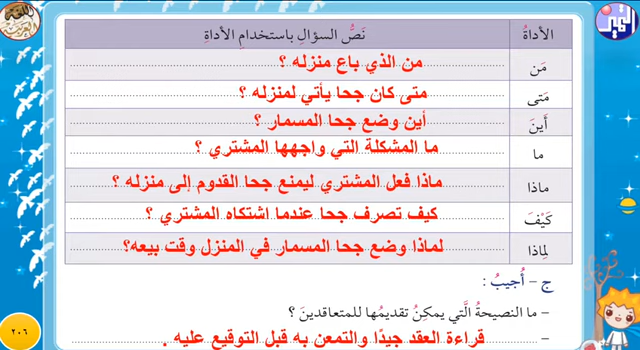 الأداةُ نَصُّ السؤالِ باستخدامِ الأداةِ
مَن من الذي باع منزله ؟
مَتى متى كان جحا يأتي لمنزله ؟
أَينَ أين وضع جحا المسمار ؟
ما ما المشكلة التي واجهها المشتري ؟
ماذا ماذا فعل المشتري ليمنع جحا القدوم إلى منزله ؟
كَيْفَ كيف تصرف جحا عندما اشتكاه المشتري ؟
لِماذا لماذا وضع جحا المسمار في المنزل وقت بيعه؟
ج - أُجيبُ :
- ما النصيحةُ الَّتي يمكنُ تقديمُها للمتعاقدينَ ؟
- قراءة العقد جيدًا والتمعن به قبل التوقيع عليه .
٢٠٦